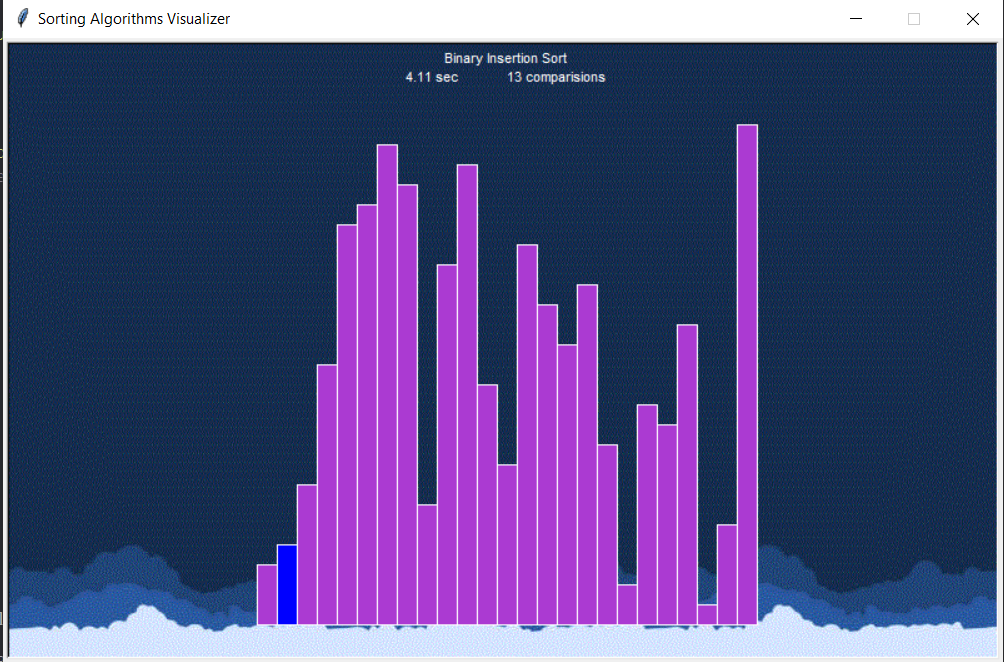 Sorting Algorithms Visualizer
Binary Insertion Sort
4.11 sec 13 comparisions